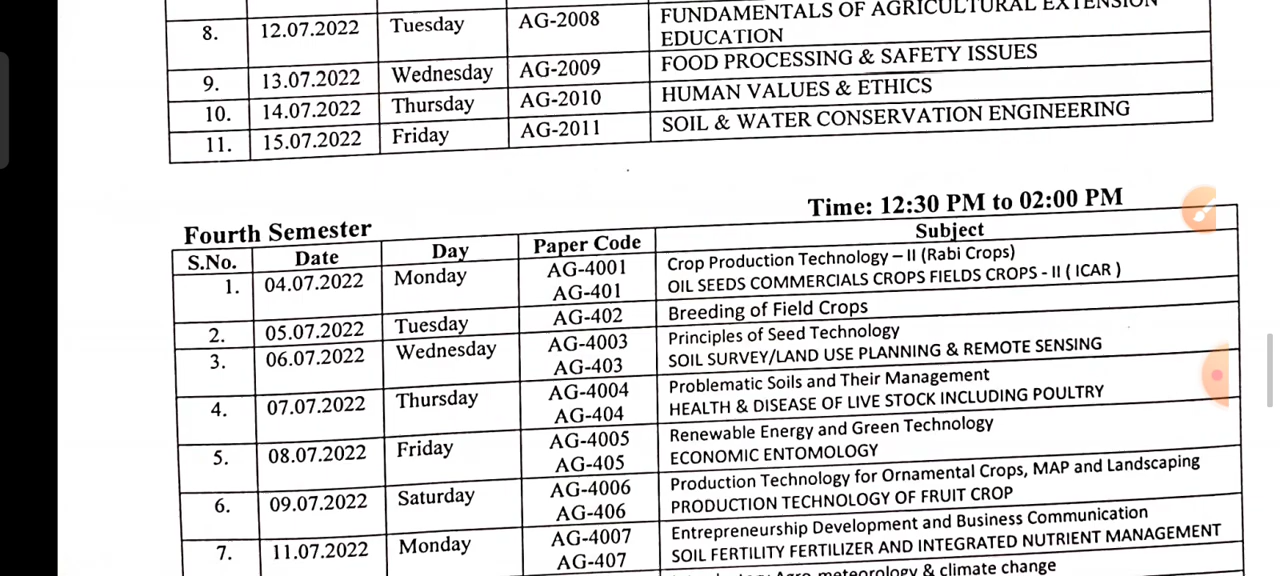 8. 12.07.2022 Tuesday AG-2008 FUNDAMENTALS OF AGRICULTURAL EXTENSION
EDUCATION
9. 13.07.2022 Wednesday AG-2009 FOOD PROCESSING & SAFETY ISSUES
10. 14.07.2022 Thursday AG-2010 HUMAN VALUES & ETHICS
11. 15.07.2022 Friday AG-2011 SOIL & WATER CONSERVATION ENGINEERING
Time: 12:30 PM to 02:00 PM
Fourth Semester
S.No. Date Day Paper Code Subject
1. 04.07.2022 Monday AG-4001 Crop Production Technology – II (Rabi Crops)
AG-401 OIL SEEDS COMMERCIALS CROPS FIELDS CROPS - II ( ICAR )
2. 05.07.2022 Tuesday AG-402 Breeding of Field Crops
3. 06.07.2022 Wednesday AG-4003 Principles of Seed Technology
AG-403 SOIL SURVEY/LAND USE PLANNING & REMOTE SENSING
4. 07.07.2022 Thursday AG-4004 Problematic Soils and Their Management
AG-404 HEALTH & DISEASE OF LIVE STOCK INCLUDING POULTRY
5. 08.07.2022 Friday AG-4005 Renewable Energy and Green Technology
AG-405 ECONOMIC ENTOMOLOGY
6. 09.07.2022 Saturday AG-4006 Production Technology for Ornamental Crops, MAP and Landscaping
AG-406 PRODUCTION TECHNOLOGY OF FRUIT CROP
7. 11.07.2022 Monday AG-4007 Entrepreneurship Development and Business Communication
AG-407 SOIL FERTILITY FERTILIZER AND INTEGRATED NUTRIENT MANAGEMENT
meteorology & climate change